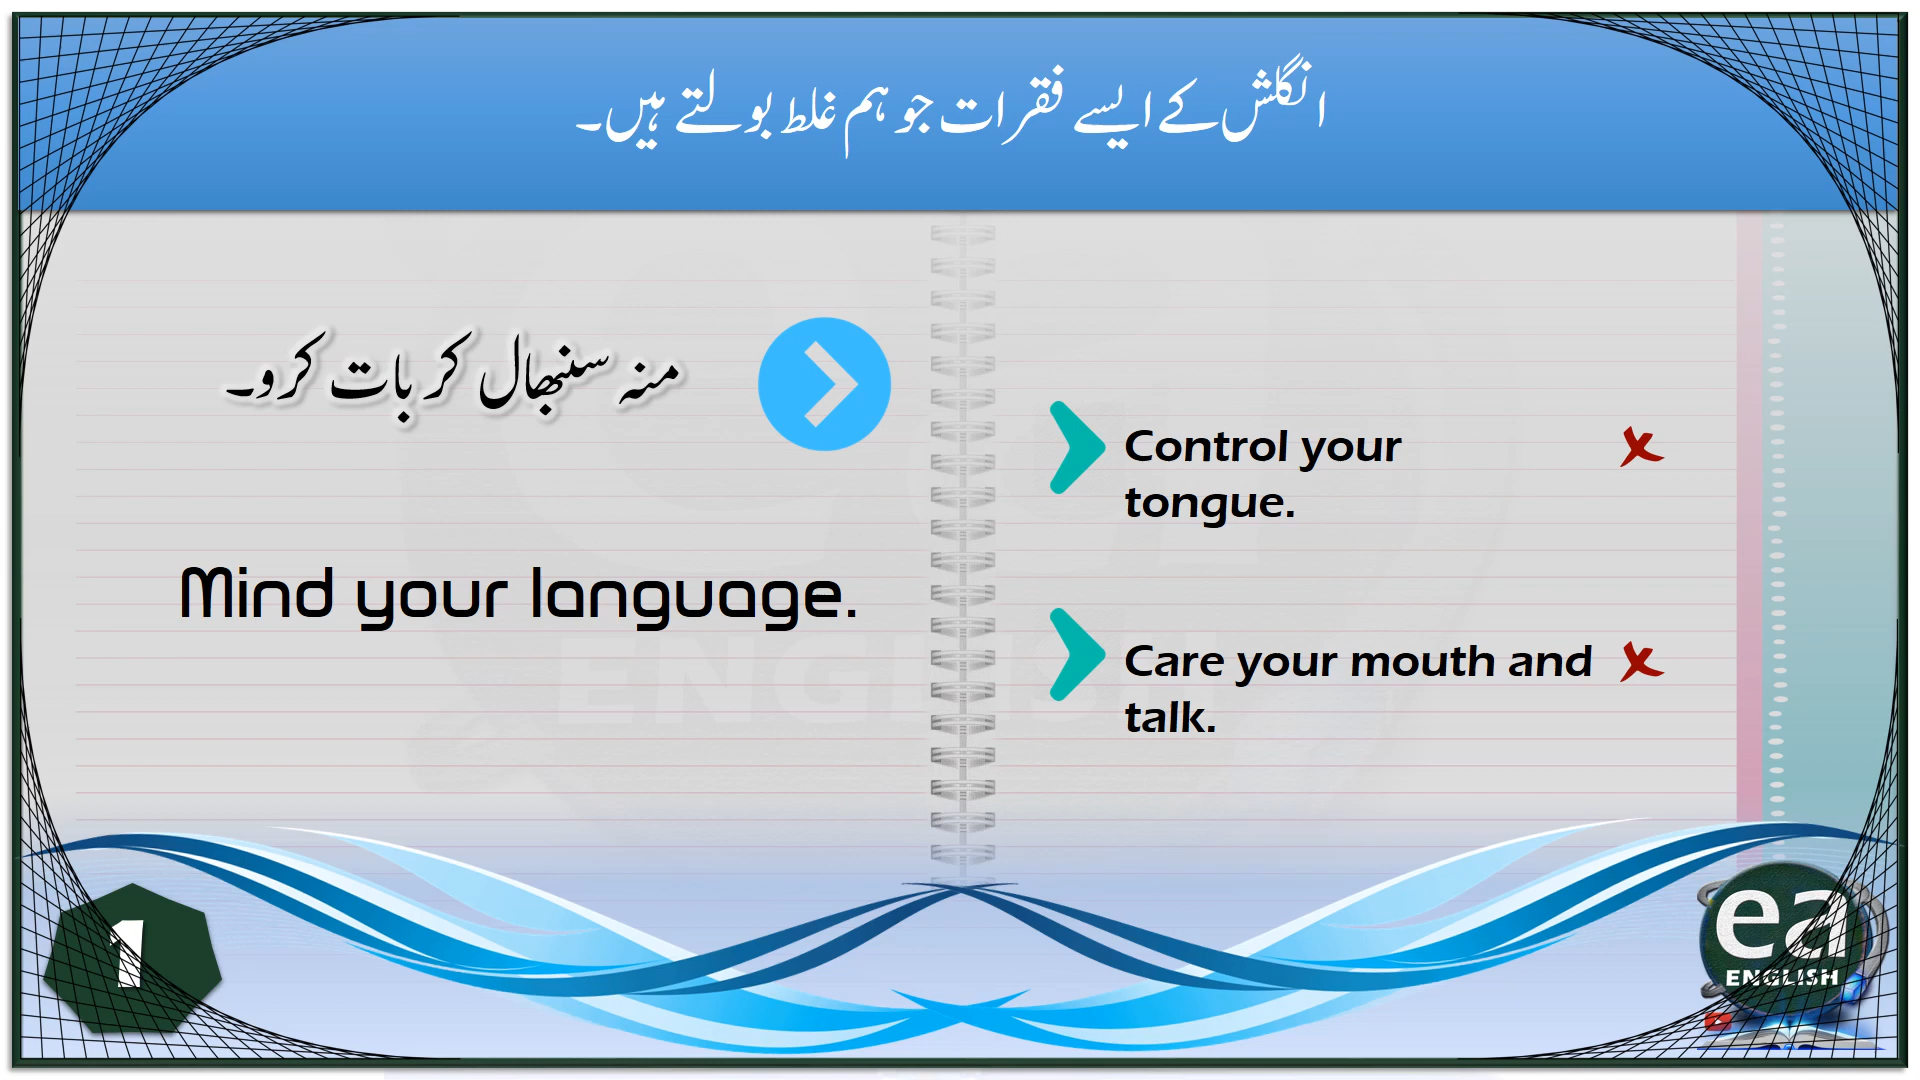 انگلش کے ایسے فقرات جو ہم غلط بولتے ہیں۔
منہ سنبھال کر بات کرو۔
Mind your language.
Control your
tongue.
Care your mouth and
talk.
1
ea
ENGLISH
ENGLISH